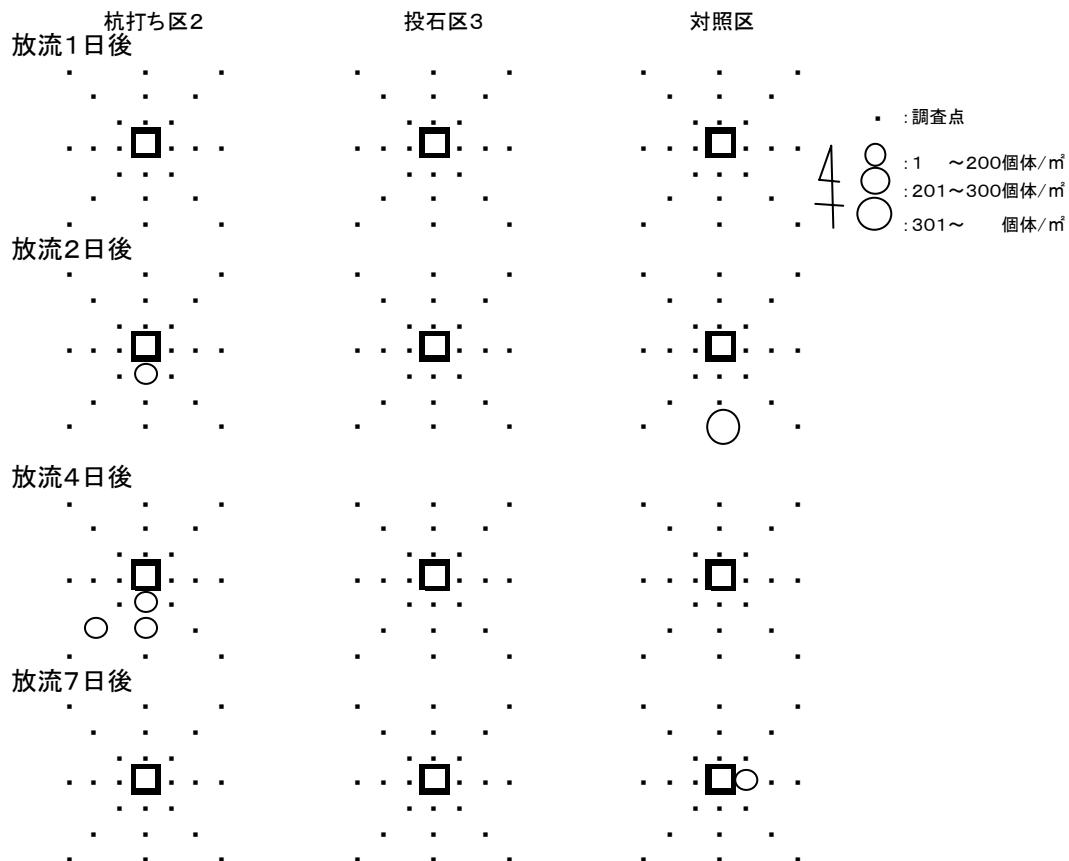 杭打ち区2
投石区3
対照区
放流1日後
:調査点
:1 ~200個体/㎡
:201~300個体/㎡
:301~ 個体/㎡
放流2日後
放流4日後
放流7日後